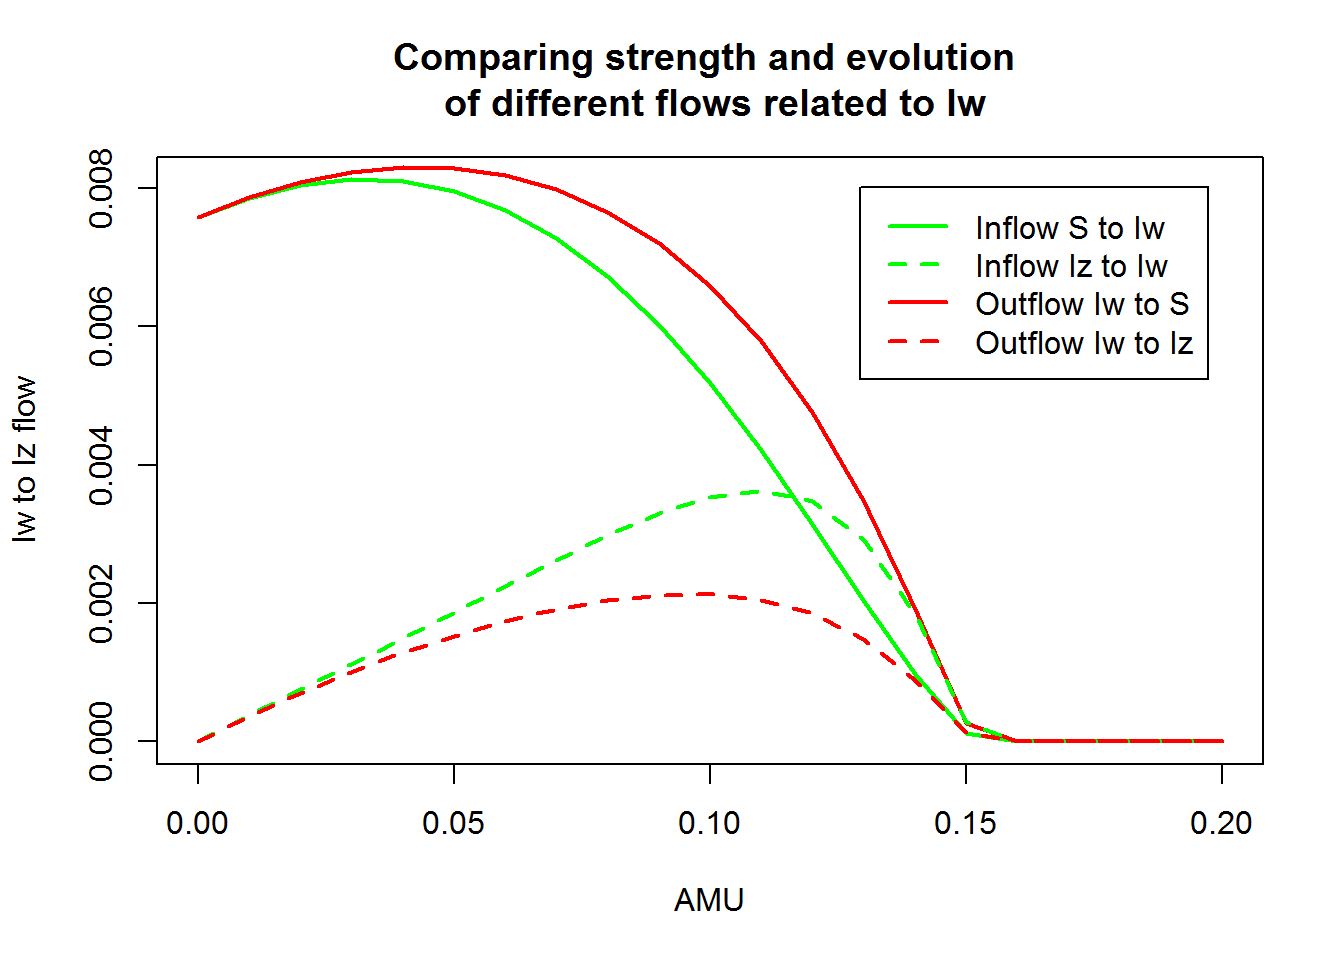 Comparing strength and evolution
of different flows related to Iw
Iw to Iz flow
0.008
0.006
0.004
0.002
0.000
Inflow S to Iw
Inflow Iz to Iw
Outflow Iw to S
Outflow Iw to Iz
0.00 0.05 0.10 0.15 0.20
AMU